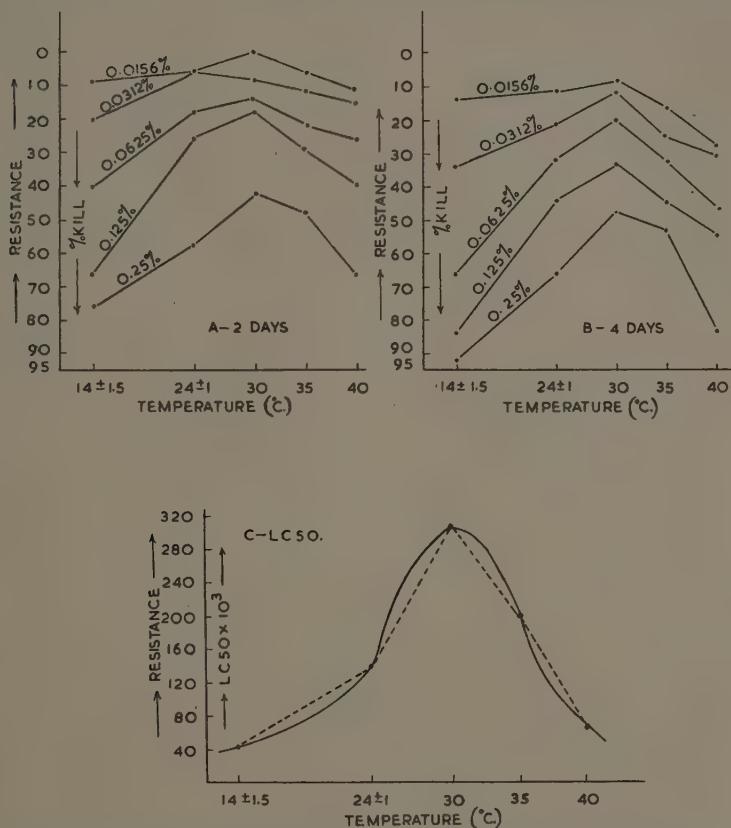 0
10
20
30
40
50
60
70
80
90
95
RESISTANCE
%KILL
0.0156%
0.0312%
0.0625%
0.125%
0.25%
A-2 DAYS
14±1.5 24±1 30 35 40
TEMPERATURE (°C.)
0
10
20
30
40
50
60
70
80
90
95
RESISTANCE
%KILL
0.0156%
0.0312%
0.0625%
0.125%
0.25%
B-4 DAYS
14±1.5 24±1 30 35 40
TEMPERATURE (°C.)
320
280
240
200
160
120
80
40
RESISTANCE
LC50×10³
C-LC50.
14±1.5 24±1 30 35 40
TEMPERATURE (°C.)